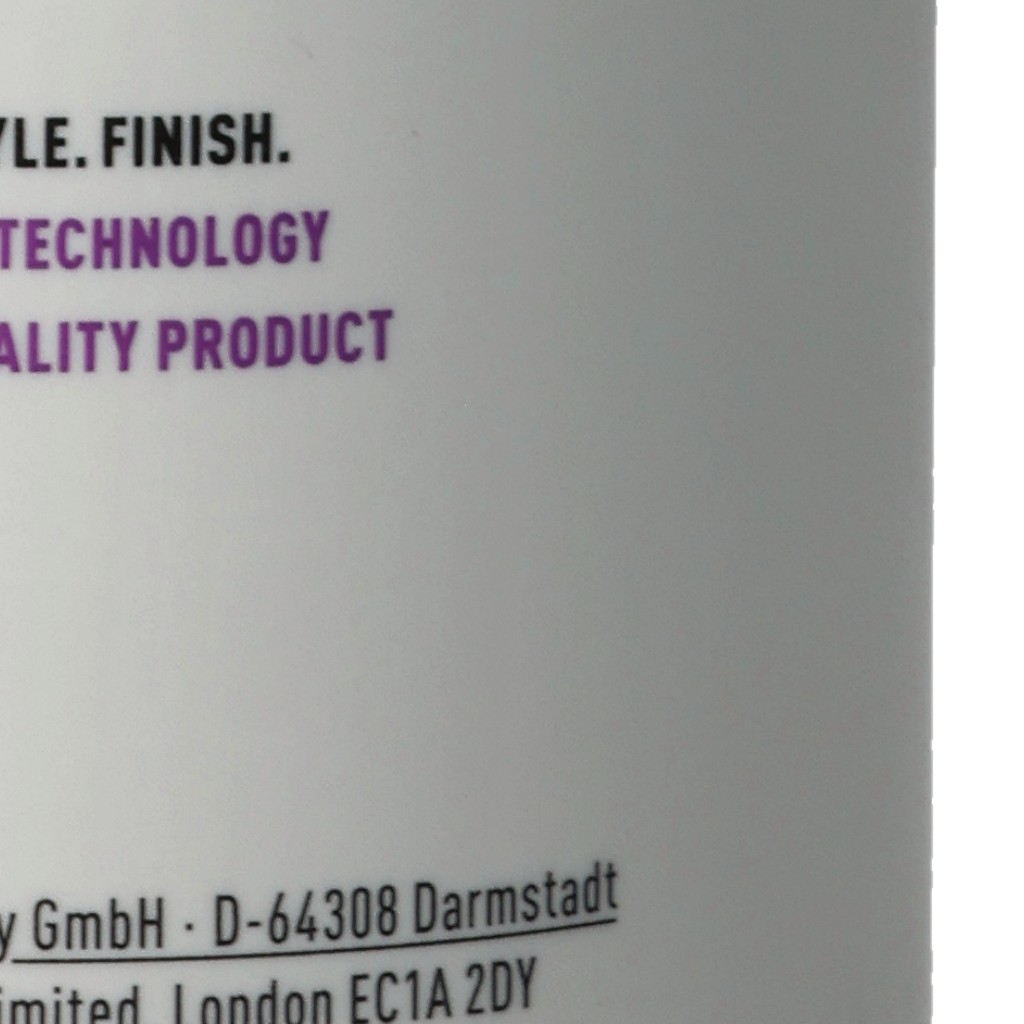 YLE. FINISH.
TECHNOLOGY
ALITY PRODUCT
y GmbH · D-64308 Darmstadt
imited, London EC1A 2DY